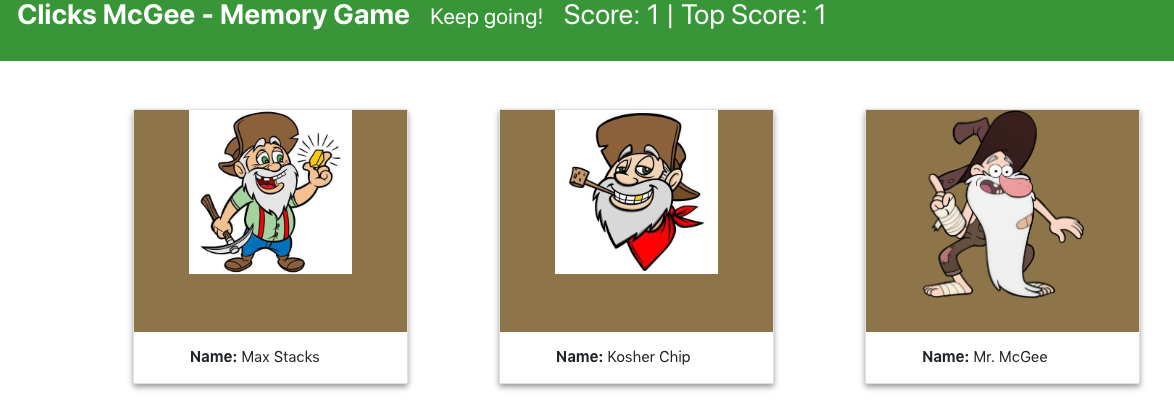 Clicks McGee - Memory Game Keep going! Score: 1 | Top Score: 1
Name: Max Stacks
Name: Kosher Chip
Name: Mr. McGee